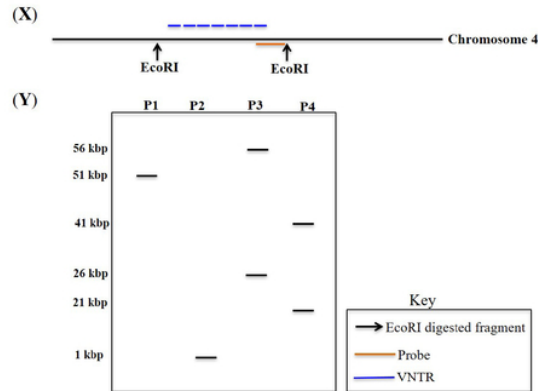 (X)
Chromosome 4
EcoRI EcoRI
(Y)
P1 P2 P3 P4
56 kbp
51 kbp
41 kbp
26 kbp
21 kbp
1 kbp
Key
EcoRI digested fragment
Probe
VNTR